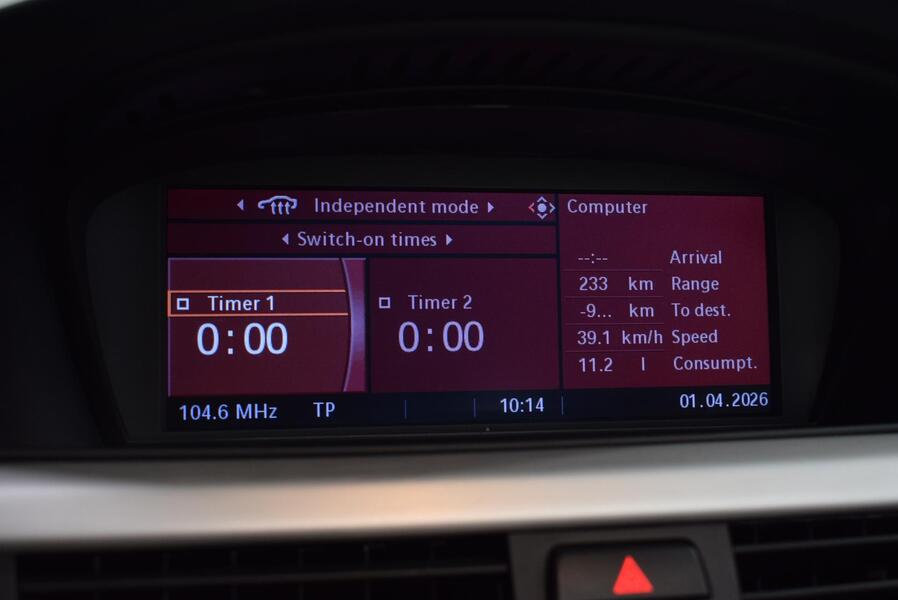 Independent mode
Switch-on times
Timer 1
0:00
Timer 2
0:00
Computer
--:-- Arrival
233 km Range
-9... km To dest.
39.1 km/h Speed
11.2 l Consumpt.
104.6 MHz TP 10:14 01.04.2026